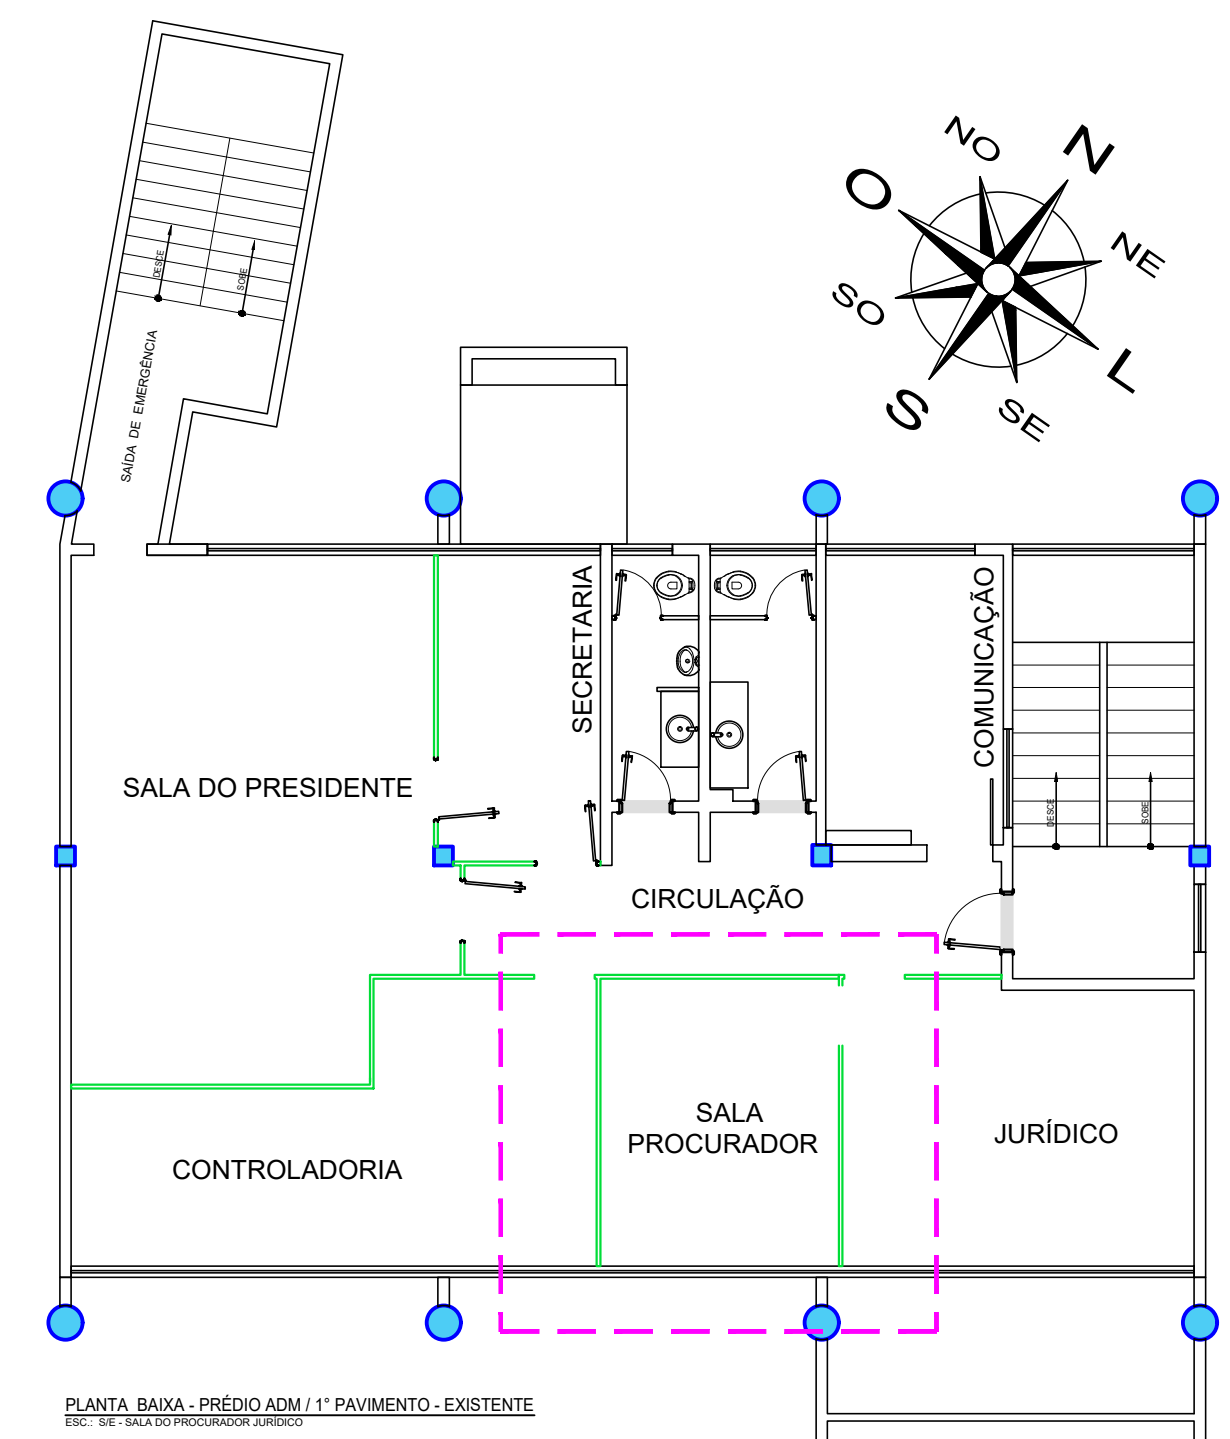 NO
N
O
NE
SO
L
S
SE
DESCE
SOBE
SAÍDA DE EMERGÊNCIA
SECRETARIA
COMUNICAÇÃO
SALA DO PRESIDENTE
DESCE
SOBE
CIRCULAÇÃO
SALA
PROCURADOR
JURÍDICO
CONTROLADORIA
PLANTA BAIXA - PRÉDIO ADM / 1° PAVIMENTO - EXISTENTE
ESC.: S/E - SALA DO PROCURADOR JURÍDICO